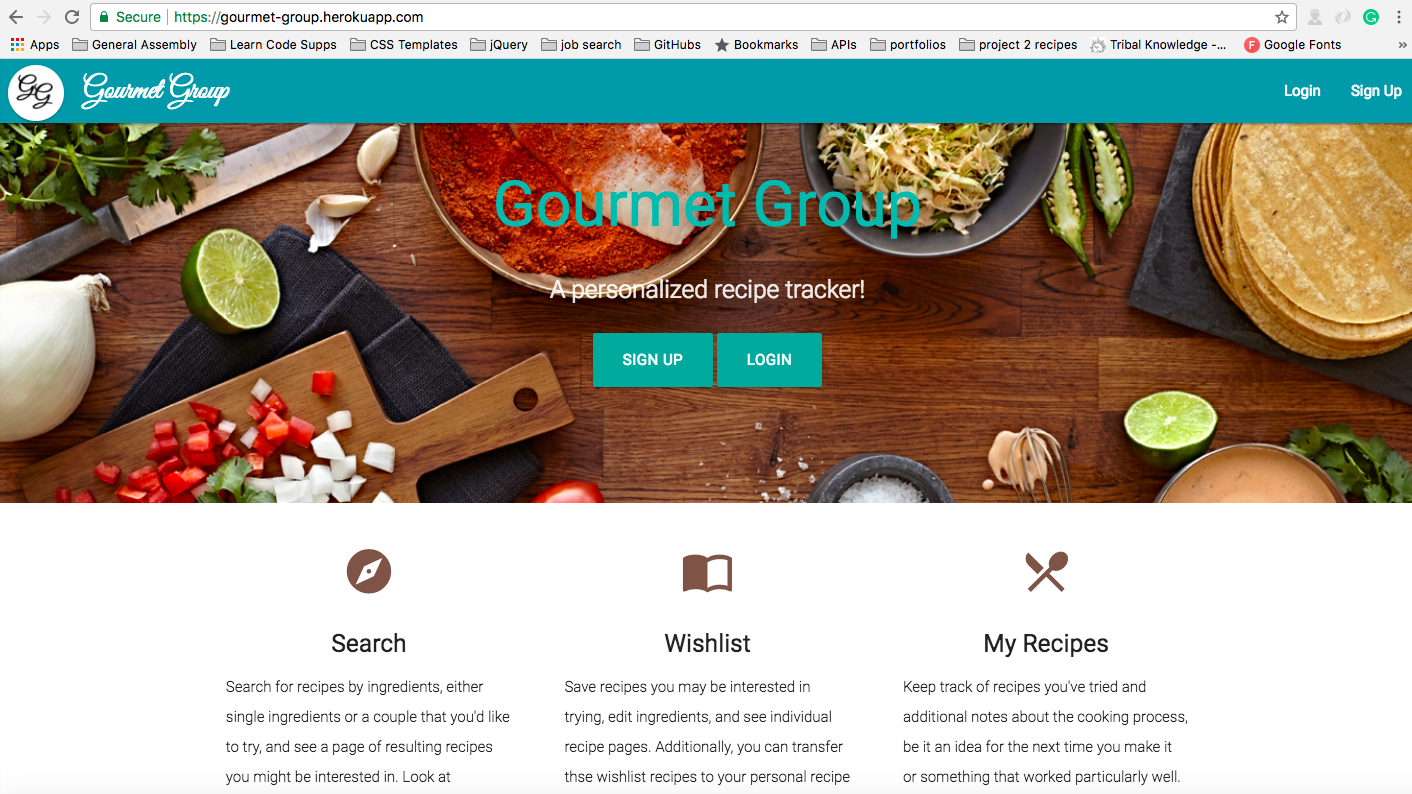 Secure https://gourmet-group.herokuapp.com
Apps General Assembly Learn Code Supps CSS Templates jQuery job search GitHubs Bookmarks APIs portfolios project 2 recipes Tribal Knowledge -... F Google Fonts »
GG Gourmet Group Login Sign Up
Gourmet Group
A personalized recipe tracker!
SIGN UP LOGIN
Search
Search for recipes by ingredients, either
single ingredients or a couple that you'd like
to try, and see a page of resulting recipes
you might be interested in. Look at
Wishlist
Save recipes you may be interested in
trying, edit ingredients, and see individual
recipe pages. Additionally, you can transfer
thse wishlist recipes to your personal recipe
My Recipes
Keep track of recipes you've tried and
additional notes about the cooking process,
be it an idea for the next time you make it
or something that worked particularly well.